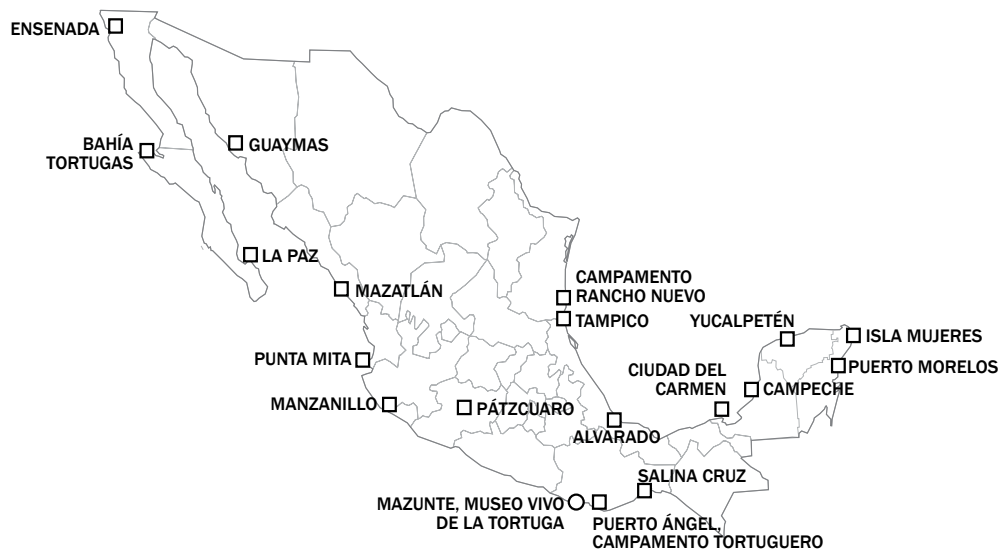 ENSENADA
BAHÍA
TORTUGAS
GUAYMAS
LA PAZ
MAZATLÁN
CAMPAMENTO
RANCHO NUEVO
TAMPICO
YUCALPETÉN
ISLA MUJERES
PUNTA MITA
CIUDAD DEL
CARMEN
PUERTO MORELOS
CAMPECHE
MANZANILLO
PÁTZCUARO
ALVARADO
SALINA CRUZ
MAZUNTE, MUSEO VIVO
DE LA TORTUGA
PUERTO ÁNGEL,
CAMPAMENTO TORTUGUERO